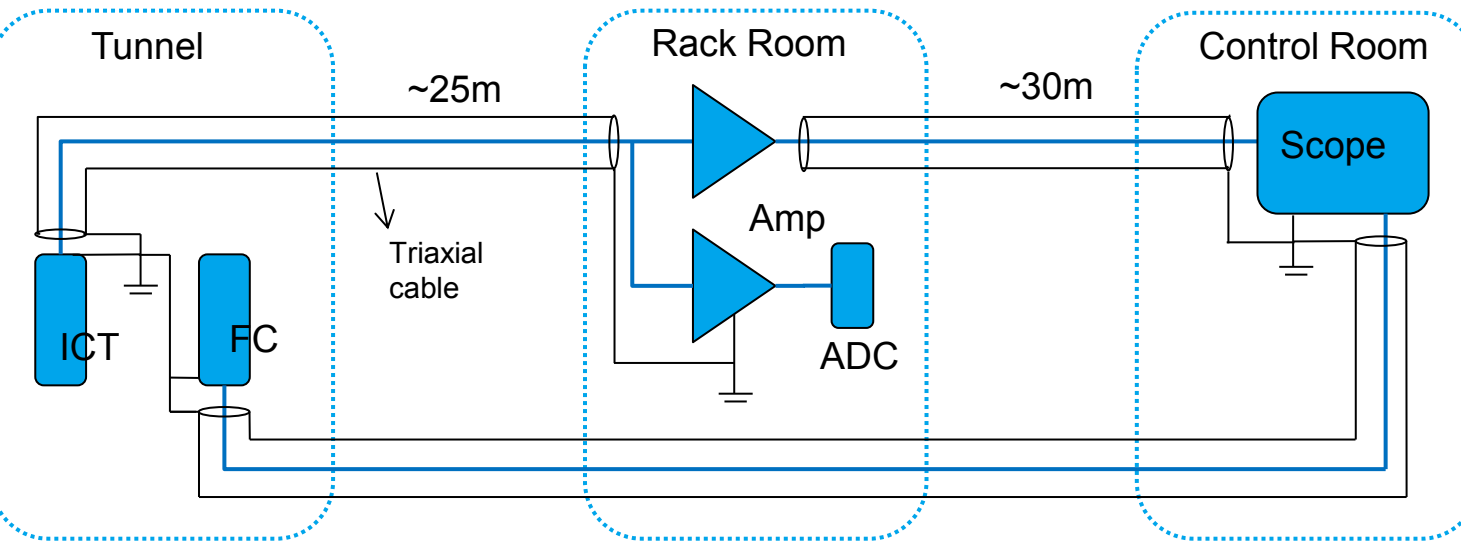 Tunnel
Rack Room
Control Room
~25m
~30m
Scope
Amp
Triaxial
cable
ICT
FC
ADC